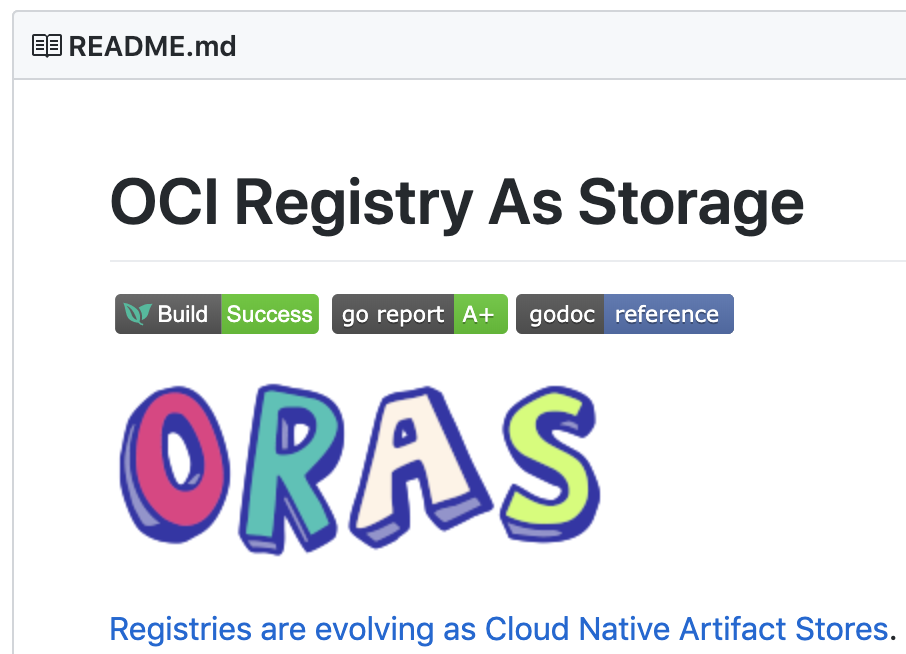 README.md
OCI Registry As Storage
Build Success go report A+ godoc reference
ORAS
Registries are evolving as Cloud Native Artifact Stores.